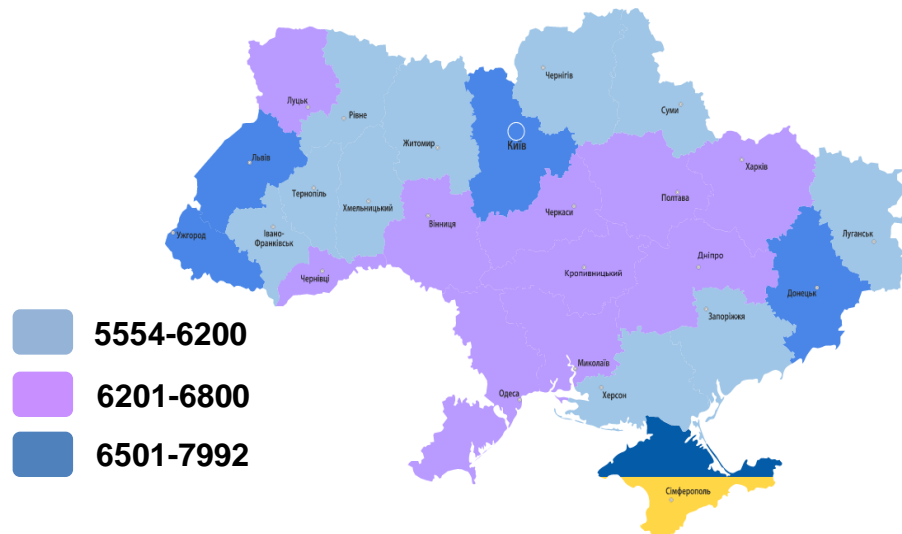 Чернігів
Луцьк
Рівне
Суми
Київ
Житомир
Львів
Харків
Тернопіль
Хмельницький
Полтава
Черкаси
Вінниця
Ужгород
Івано-
Франківськ
Луганськ
Дніпро
Чернівці
Кропивницький
Донецьк
Запоріжжя
5554-6200
Миколаїв
6201-6800
Одеса
Херсон
6501-7992
Сімферополь